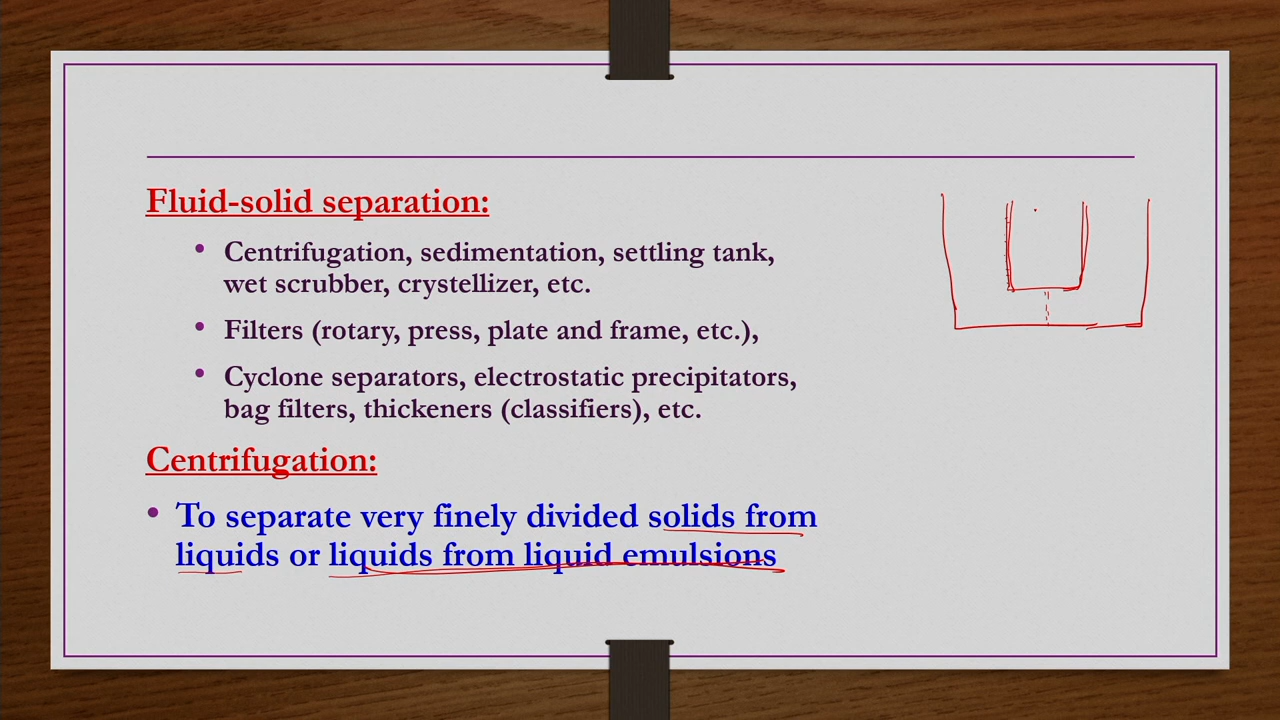 Fluid-solid separation:
• Centrifugation, sedimentation, settling tank,
wet scrubber, crystellizer, etc.
• Filters (rotary, press, plate and frame, etc.),
• Cyclone separators, electrostatic precipitators,
bag filters, thickeners (classifiers), etc.
Centrifugation:
• To separate very finely divided solids from
liquids or liquids from liquid emulsions